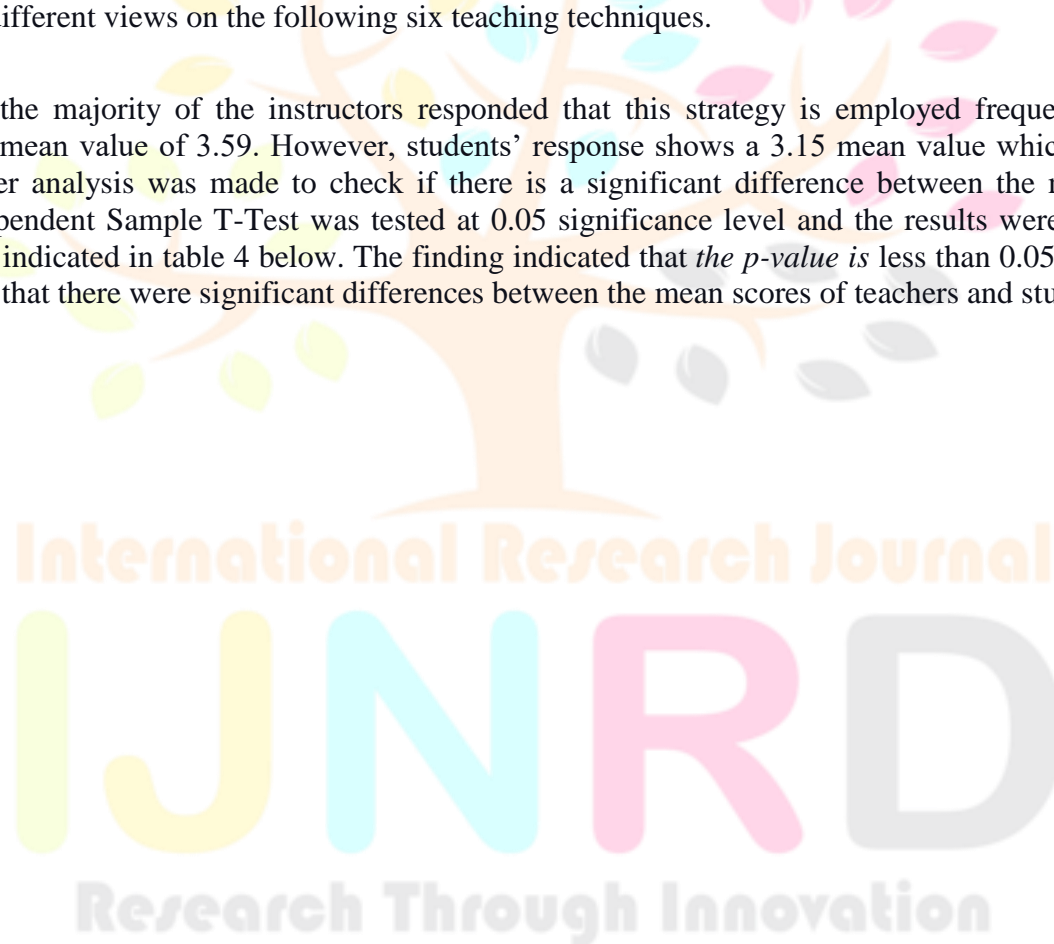 ifferent views on the following six teaching techniques.
the majority of the instructors responded that this strategy is employed freque
mean value of 3.59. However, students’ response shows a 3.15 mean value which
er analysis was made to check if there is a significant difference between the
pendent Sample T-Test was tested at 0.05 significance level and the results were
indicated in table 4 below. The finding indicated that the p-value is less than 0.05
that there were significant differences between the mean scores of teachers and stu
International Research Journal
IJNRD
Research Through Innovation